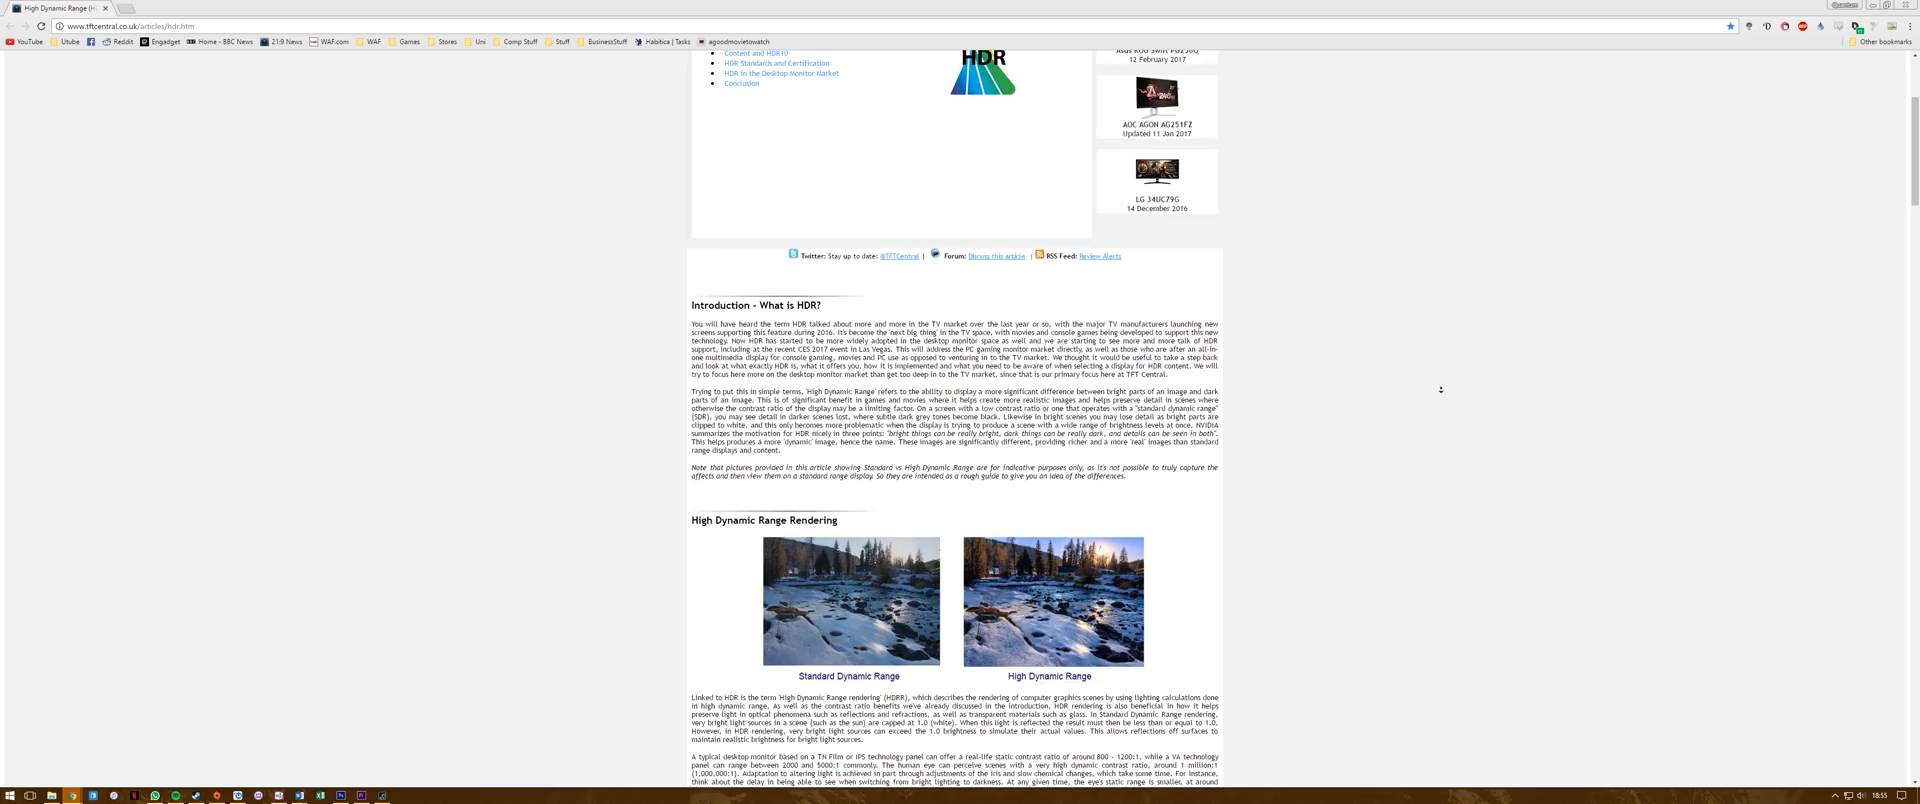 High Dynamic Range (H
Quantum
www.tftcentral.co.uk/articles/hdr.htm
YouTube Utube Reddit Engadget Home - BBC News 21:9 News WAF.com WAF Games Stores Uni Comp Stuff Stuff BusinessStuff Habitica | Tasks agoodmovietowatch Other bookmarks
Content and HDR10
HDR Standards and Certification
HDR in the Desktop Monitor Market
Conclusion
HDR
Asus ROG Swift PG258Q
12 February 2017
AOC AGON AG251FZ
Updated 11 Jan 2017
LG 34UC79G
14 December 2016
Twitter: Stay up to date: @TFTCentral | Forum: Discuss this article | RSS Feed: Review Alerts
Introduction - What is HDR?
You will have heard the term HDR talked about more and more in the TV market over the last year or so, with the major TV manufacturers launching new
screens supporting this feature during 2016. It's become the 'next big thing' in the TV space, with movies and console games being developed to support this new
technology. Now HDR has started to be more widely adopted in the desktop monitor space as well and we are starting to see more and more talk of HDR
support, including at the recent CES 2017 event in Las Vegas. This will address the PC gaming monitor market directly, as well as those who are after an all-in-
one multimedia display for console gaming, movies and PC use as opposed to venturing in to the TV market. We thought it would be useful to take a step back
and look at what exactly HDR is, what it offers you, how it is implemented and what you need to be aware of when selecting a display for HDR content. We will
try to focus here more on the desktop monitor market than get too deep in to the TV market, since that is our primary focus here at TFT Central.
Trying to put this in simple terms, 'High Dynamic Range' refers to the ability to display a more significant difference between bright parts of an image and dark
parts of an image. This is of significant benefit in games and movies where it helps create more realistic images and helps preserve detail in scenes where
otherwise the contrast ratio of the display may be a limiting factor. On a screen with a low contrast ratio or one that operates with a "standard dynamic range"
(SDR), you may see detail in darker scenes lost, where subtle dark grey tones become black. Likewise in bright scenes you may lose detail as bright parts are
clipped to white, and this only becomes more problematic when the display is trying to produce a scene with a wide range of brightness levels at once. NVIDIA
summarizes the motivation for HDR nicely in three points: "bright things can be really bright, dark things can be really dark, and details can be seen in both".
This helps produces a more 'dynamic' image, hence the name. These images are significantly different, providing richer and a more 'real' images than standard
range displays and content.
Note that pictures provided in this article showing Standard vs High Dynamic Range are for indicative purposes only, as it's not possible to truly capture the
affects and then view them on a standard range display. So they are intended as a rough guide to give you an idea of the differences.
High Dynamic Range Rendering
Standard Dynamic Range High Dynamic Range
Linked to HDR is the term 'High Dynamic Range rendering' (HDRR), which describes the rendering of computer graphics scenes by using lighting calculations done
in high dynamic range. As well as the contrast ratio benefits we've already discussed in the introduction, HDR rendering is also beneficial in how it helps
preserve light in optical phenomena such as reflections and refractions, as well as transparent materials such as glass. In Standard Dynamic Range rendering,
very bright light sources in a scene (such as the sun) are capped at 1.0 (white). When this light is reflected the result must then be less than or equal to 1.0.
However, in HDR rendering, very bright light sources can exceed the 1.0 brightness to simulate their actual values. This allows reflections off surfaces to
maintain realistic brightness for bright light sources.
A typical desktop monitor based on a TN Film or IPS technology panel can offer a real-life static contrast ratio of around 800 - 1200:1, while a VA technology
panel can range between 2000 and 5000:1 commonly. The human eye can perceive scenes with a very high dynamic contrast ratio, around 1 million:1
(1,000,000:1). Adaptation to altering light is achieved in part through adjustments of the iris and slow chemical changes, which take some time. For instance,
think about the delay in being able to see when switching from bright lighting to darkness. At any given time, the eye's static range is smaller, at around
18:55